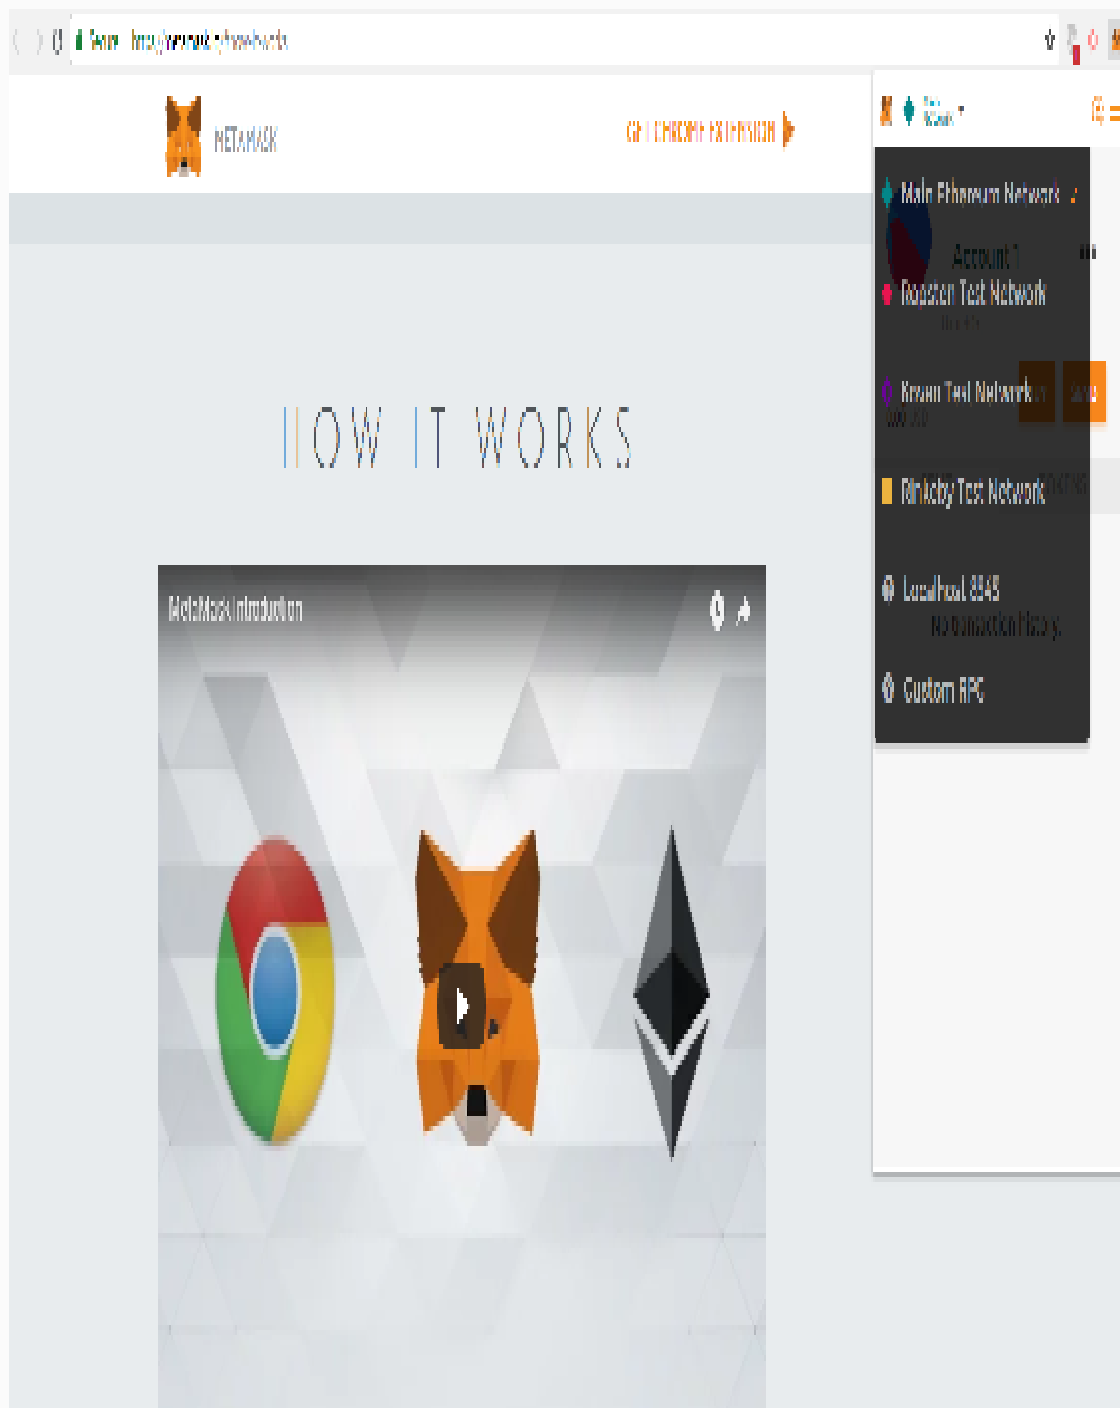 Secure
METAMASK
GET CHROME EXTENSION
Main Ethereum Network
Account 1
Ropsten Test Network
Kovan Test Network
Rinkeby Test Network
HOW IT WORKS
MetaMask Introduction
Localhost 8545
No transaction history.
Custom RPC